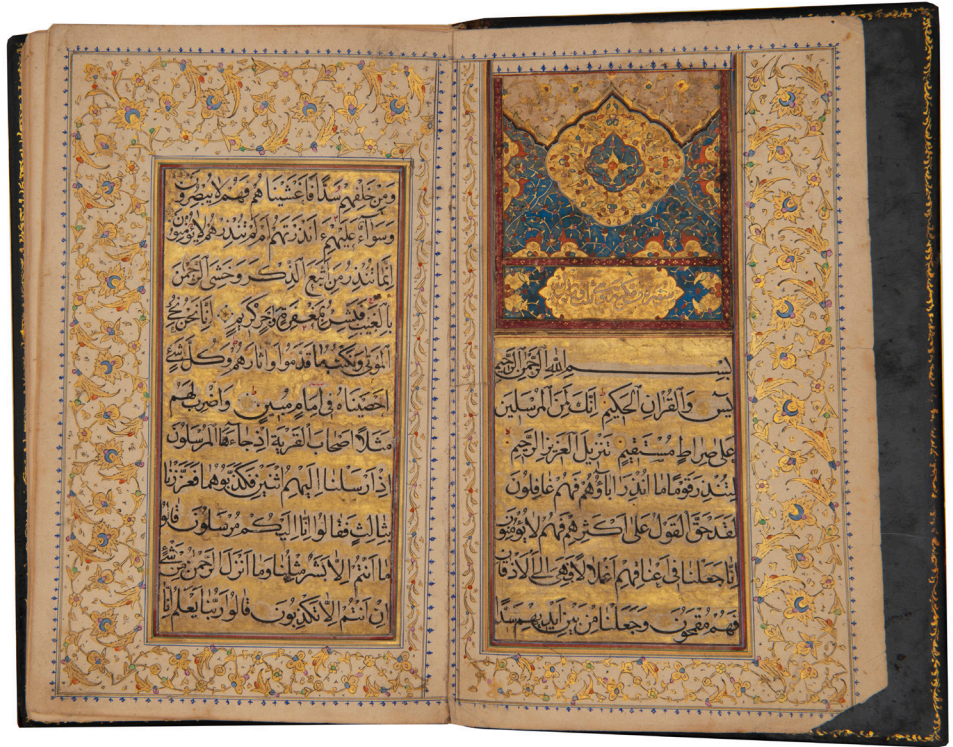 بسم الله الرحمن الرحيم
يس والقران الحكيم انك لمن المرسلين
على صراط مستقيم تنزيل العزيز الرحيم
لتنذر قوما ما انذر اباؤهم فهم غافلون
لقد حق القول على اكثرهم فهم لا يؤمنون
انا جعلنا في اعناقهم اغلالا فهي الى الاذقان
فهم مقمحون وجعلنا من بين ايديهم سدا
ومن خلفهم سدا فاغشيناهم فهم لا يبصرون
وسواء عليهم ءانذرتهم ام لم تنذرهم لا يؤمنون
انما تنذر من اتبع الذكر وخشي الرحمن
بالغيب فبشره بمغفرة واجر كريم انا نحن نحي
الموتى ونكتب ما قدموا واثارهم وكل شيء
احصيناه في امام مبين واضرب لهم
مثلا اصحاب القرية اذ جاءها المرسلون
اذ ارسلنا اليهم اثنين فكذبوهما فعززنا
بثالث فقالوا انا اليكم مرسلون قالوا
ما انتم الا بشر مثلنا وما انزل الرحمن من شيء
ان انتم الا تكذبون قالوا ربنا يعلم انا